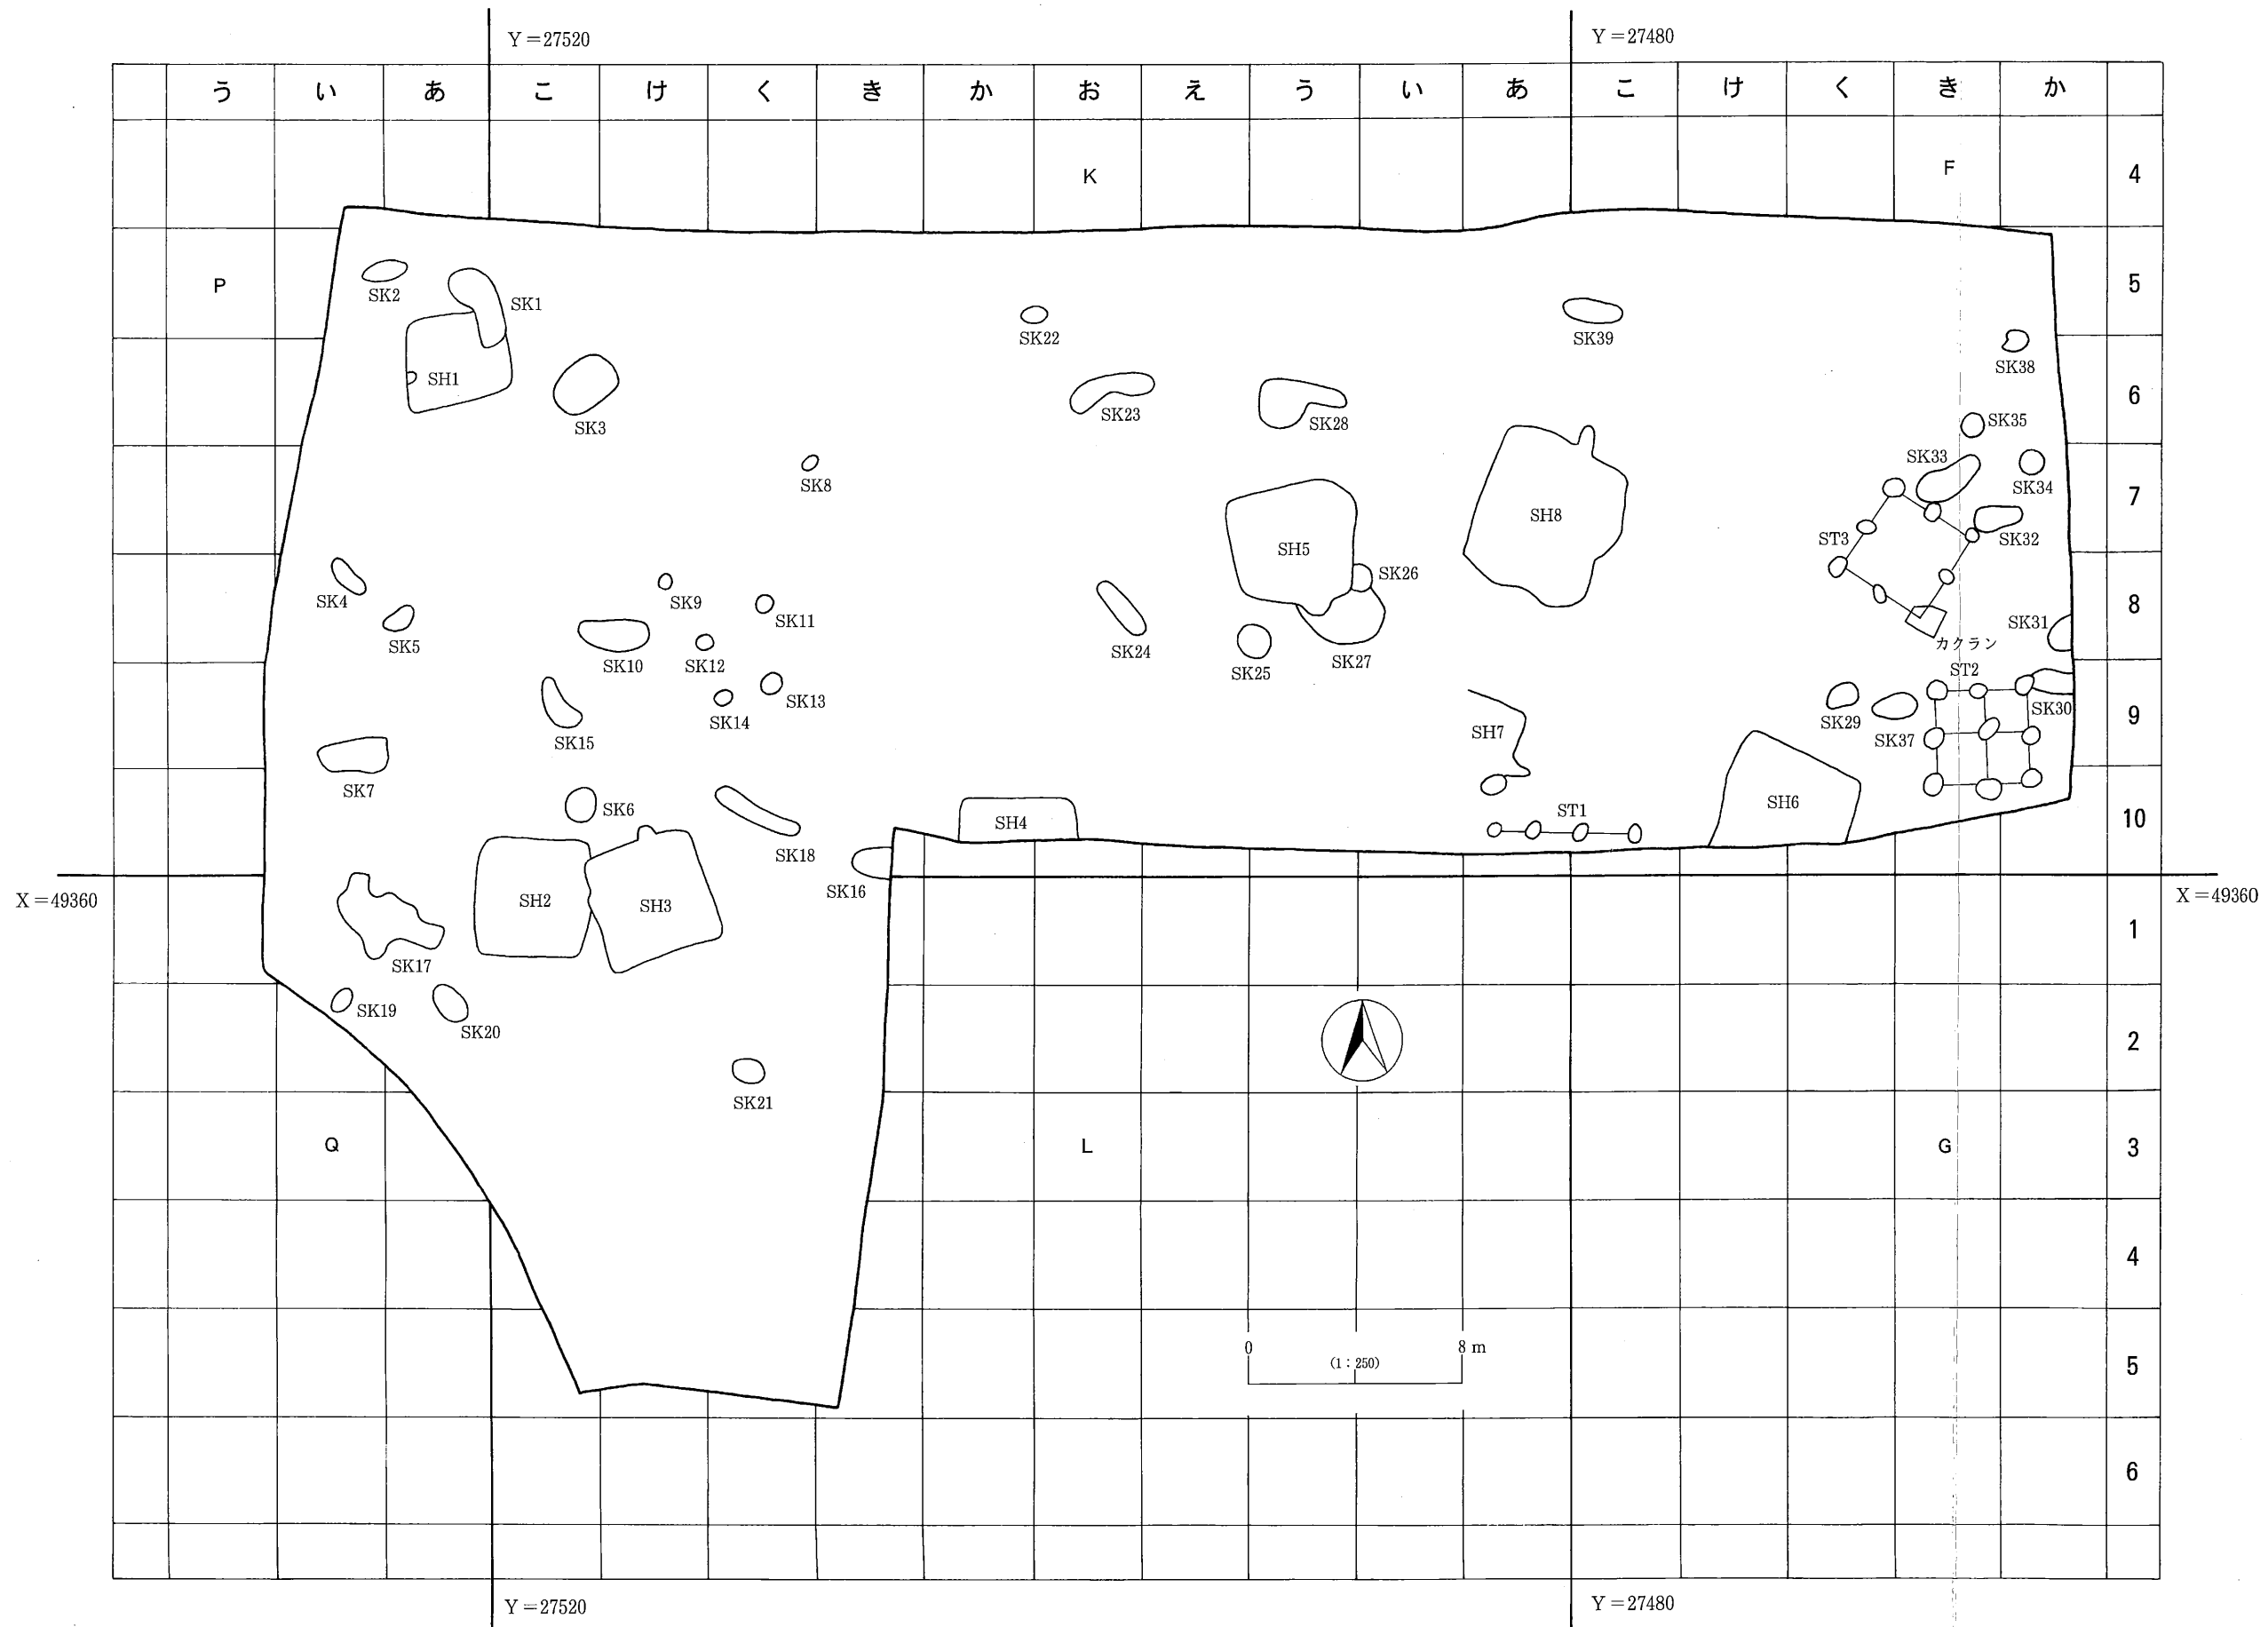 Y＝27520
Y＝27480
う い あ こ け く き か お え う い あ こ け く き か
K
F
4
P
5
SK2
SK1
SK22
SK39
SK38
SH1
6
SK3
SK23
SK28
SK35
SK33
SK8
SK34
7
SH8
ST3
SK32
SH5
SK26
SK4
SK9
8
SK11
SK31
SK5
カクラン
SK10
SK12
SK24
SK27
SK25
ST2
SK13
SK30
SK14
SK29
9
SH7
SK15
SK37
SK7
SH6
SK6
ST1
SH4
10
SK18
SK16
X＝49360
SH2
SH3
X＝49360
1
SK17
SK19
SK20
2
SK21
Q
L
G
3
4
0
8 m
(1：250)
5
6
Y＝27520
Y＝27480